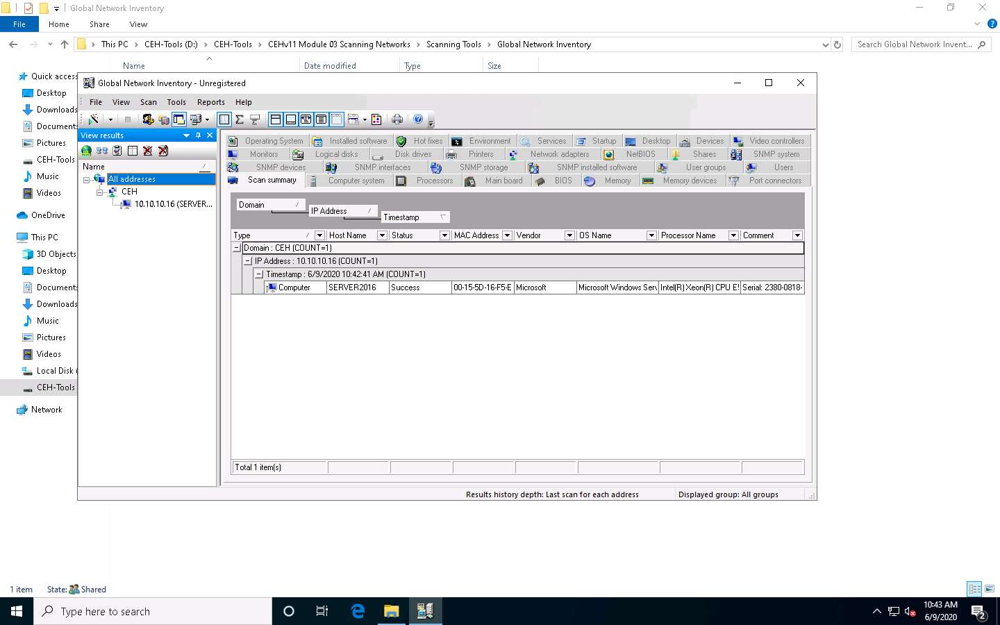 Global Network Inventory
File Home Share View
This PC CEH-Tools (D:) CEH-Tools CEHv11 Module 03 Scanning Networks Scanning Tools Global Network Inventory
Search Global Network Invent...
Name Date modified Type Size
Quick access
Desktop
Downloads
Documents
Pictures
CEH-Tools
Music
Videos
OneDrive
This PC
3D Objects
Desktop
Documents
Downloads
Music
Pictures
Videos
Local Disk (
CEH-Tools
Network
Global Network Inventory - Unregistered
File View Scan Tools Reports Help
View results
Name
All addresses
CEH
10.10.10.16 (SERVER...
Operating System Installed software Hot fixes Environment Services Startup Desktop Devices Video controllers
Monitors Logical disks Disk drives Printers Network adapters NetBIOS Shares SNMP system
SNMP devices SNMP interfaces SNMP storage SNMP installed software User groups Users
Scan summary Computer system Processors Main board BIOS Memory Memory devices Port connectors
Domain
IP Address
Timestamp
Type Host Name Status MAC Address Vendor OS Name Processor Name Comment
Domain : CEH (COUNT=1)
IP Address : 10.10.10.16 (COUNT=1)
Timestamp : 6/9/2020 10:42:41 AM (COUNT=1)
Computer SERVER2016 Success 00-15-5D-16-F5-E Microsoft Microsoft Windows Serv Intel(R) Xeon(R) CPU E! Serial: 2380-0818-
Total 1 item(s)
Results history depth: Last scan for each address Displayed group: All groups
1 item State: Shared
Type here to search
10:43 AM
6/9/2020
2